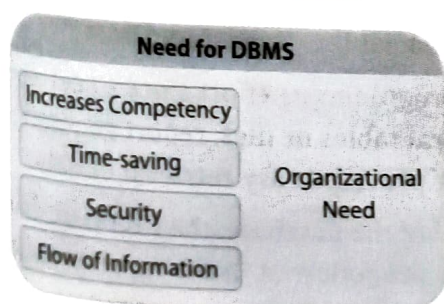 Need for DBMS
Increases Competency
Time-saving
Security
Flow of Information
Organizational
Need